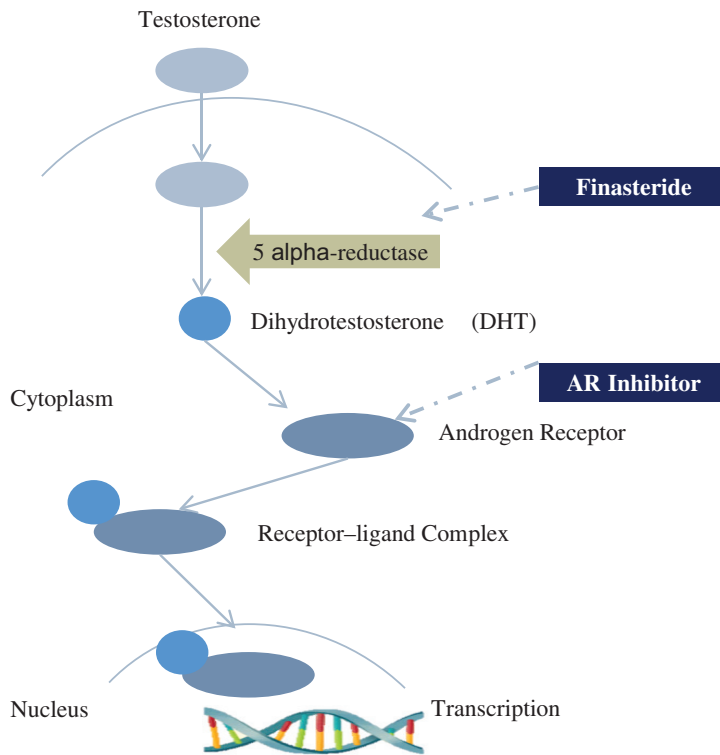 Testosterone
Finasteride
5 alpha-reductase
Dihydrotestosterone (DHT)
AR Inhibitor
Cytoplasm
Androgen Receptor
Receptor–ligand Complex
Nucleus
Transcription